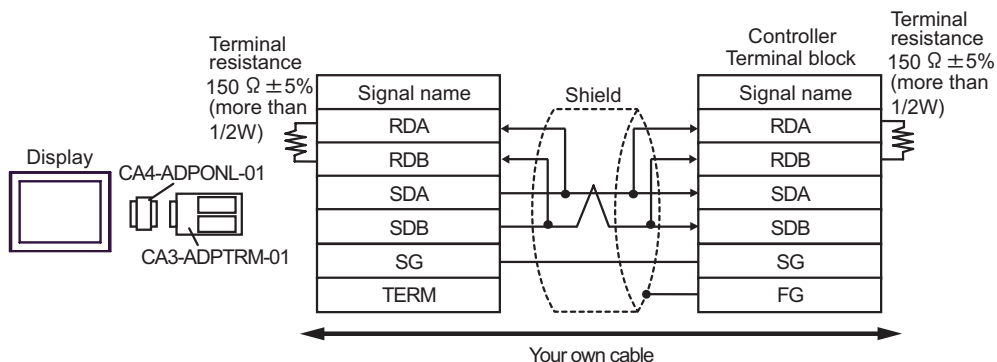 Terminal
resistance
150 Ω ±5%
(more than
1/2W)
Controller
Terminal block
Terminal
resistance
150 Ω ±5%
(more than
1/2W)
Signal name
Shield
Signal name
RDA
RDA
RDB
RDB
Display
CA4-ADPONL-01
SDA
SDA
SDB
SDB
CA3-ADPTRM-01
SG
SG
TERM
FG
Your own cable